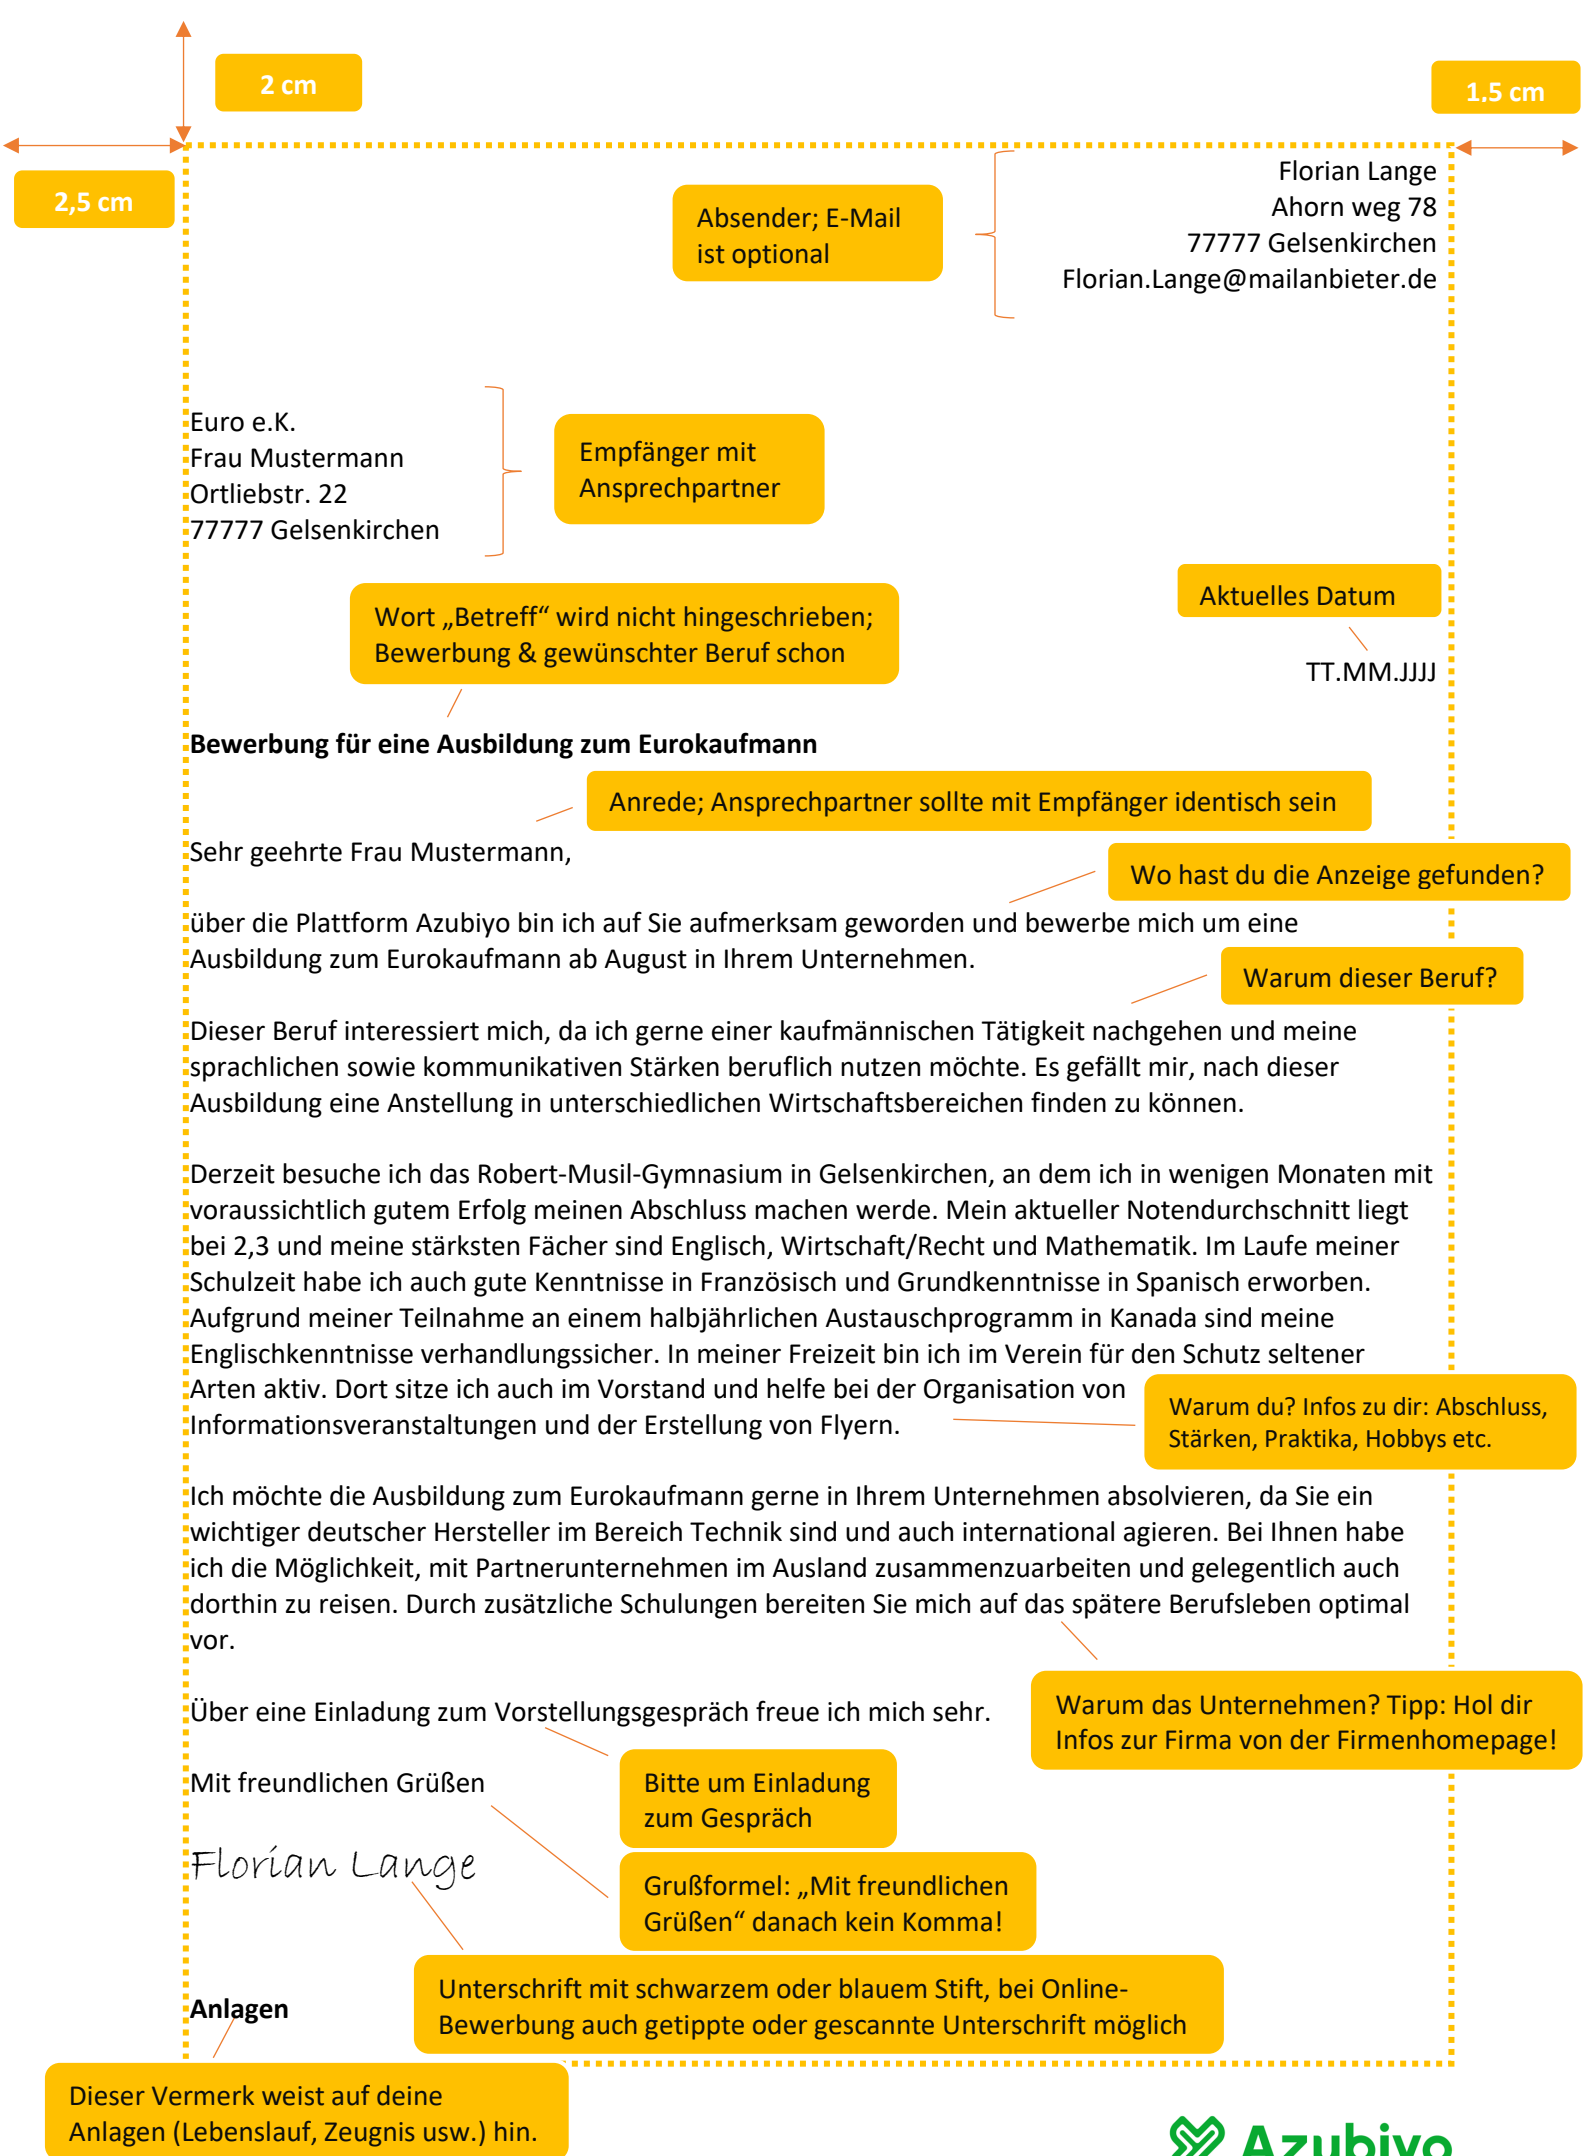 2 cm
1,5 cm
2,5 cm
Absender; E-Mail
ist optional
Florian Lange
Ahorn weg 78
77777 Gelsenkirchen
Florian.Lange@mailanbieter.de
Euro e.K.
Frau Mustermann
Ortliebstr. 22
77777 Gelsenkirchen
Empfänger mit
Ansprechpartner
Wort „Betreff“ wird nicht hingeschrieben;
Bewerbung & gewünschter Beruf schon
Aktuelles Datum
TT.MM.JJJJ
Bewerbung für eine Ausbildung zum Eurokaufmann
Anrede; Ansprechpartner sollte mit Empfänger identisch sein
Sehr geehrte Frau Mustermann,
Wo hast du die Anzeige gefunden?
über die Plattform Azubiyo bin ich auf Sie aufmerksam geworden und bewerbe mich um eine
Ausbildung zum Eurokaufmann ab August in Ihrem Unternehmen.
Warum dieser Beruf?
Dieser Beruf interessiert mich, da ich gerne einer kaufmännischen Tätigkeit nachgehen und meine
sprachlichen sowie kommunikativen Stärken beruflich nutzen möchte. Es gefällt mir, nach dieser
Ausbildung eine Anstellung in unterschiedlichen Wirtschaftsbereichen finden zu können.
Derzeit besuche ich das Robert-Musil-Gymnasium in Gelsenkirchen, an dem ich in wenigen Monaten mit
voraussichtlich gutem Erfolg meinen Abschluss machen werde. Mein aktueller Notendurchschnitt liegt
bei 2,3 und meine stärksten Fächer sind Englisch, Wirtschaft/Recht und Mathematik. Im Laufe meiner
Schulzeit habe ich auch gute Kenntnisse in Französisch und Grundkenntnisse in Spanisch erworben.
Aufgrund meiner Teilnahme an einem halbjährlichen Austauschprogramm in Kanada sind meine
Englischkenntnisse verhandlungssicher. In meiner Freizeit bin ich im Verein für den Schutz seltener
Arten aktiv. Dort sitze ich auch im Vorstand und helfe bei der Organisation von
Informationsveranstaltungen und der Erstellung von Flyern.
Warum du? Infos zu dir: Abschluss,
Stärken, Praktika, Hobbys etc.
Ich möchte die Ausbildung zum Eurokaufmann gerne in Ihrem Unternehmen absolvieren, da Sie ein
wichtiger deutscher Hersteller im Bereich Technik sind und auch international agieren. Bei Ihnen habe
ich die Möglichkeit, mit Partnerunternehmen im Ausland zusammenzuarbeiten und gelegentlich auch
dorthin zu reisen. Durch zusätzliche Schulungen bereiten Sie mich auf das spätere Berufsleben optimal
vor.
Über eine Einladung zum Vorstellungsgespräch freue ich mich sehr.
Warum das Unternehmen? Tipp: Hol dir
Infos zur Firma von der Firmenhomepage!
Mit freundlichen Grüßen
Bitte um Einladung
zum Gespräch
Florian Lange
Grußformel: „Mit freundlichen
Grüßen“ danach kein Komma!
Unterschrift mit schwarzem oder blauem Stift, bei Online-
Bewerbung auch getippte oder gescannte Unterschrift möglich
Anlagen
Dieser Vermerk weist auf deine
Anlagen (Lebenslauf, Zeugnis usw.) hin.
Azubiyo